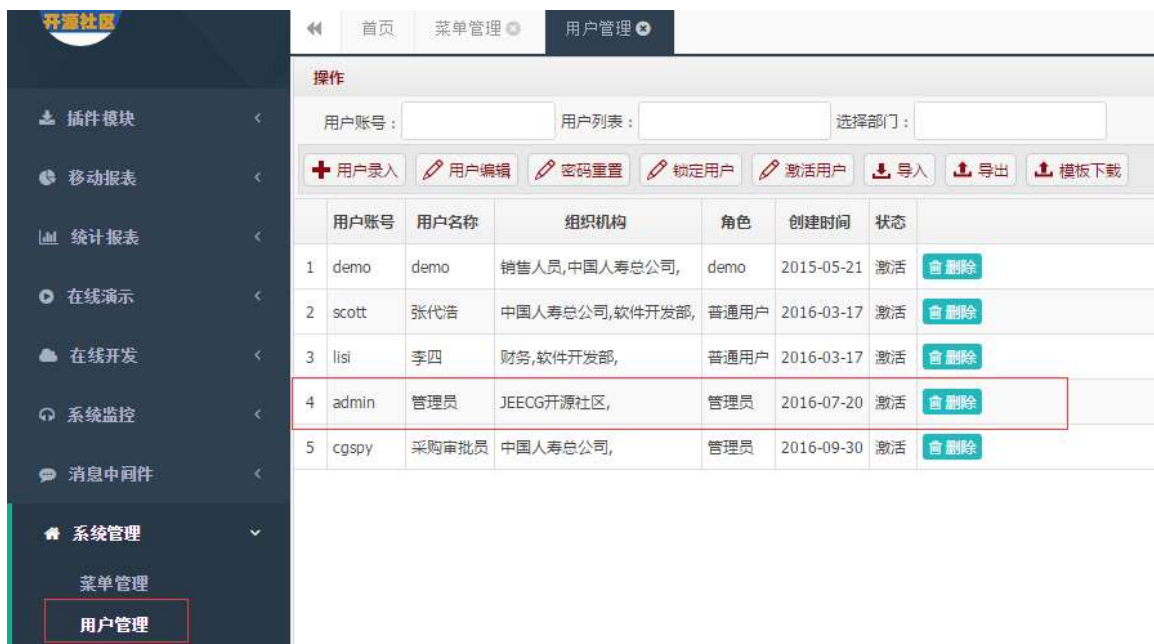 开源社区
插件模块
移动报表
统计报表
在线演示
在线开发
系统监控
消息中间件
系统管理
菜单管理
用户管理
首页 菜单管理 用户管理
操作
用户账号: 用户列表: 选择部门:
用户录入 用户编辑 密码重置 锁定用户 激活用户 导入 导出 模板下载
用户账号 用户名称 组织机构 角色 创建时间 状态
1 demo demo 销售人员,中国人寿总公司, demo 2015-05-21 激活 删除
2 scott 张代浩 中国人寿总公司,软件开发部, 普通用户 2016-03-17 激活 删除
3 lisi 李四 财务,软件开发部, 普通用户 2016-03-17 激活 删除
4 admin 管理员 JEECG开源社区, 管理员 2016-07-20 激活 删除
5 cgspy 采购审批员 中国人寿总公司, 管理员 2016-09-30 激活 删除